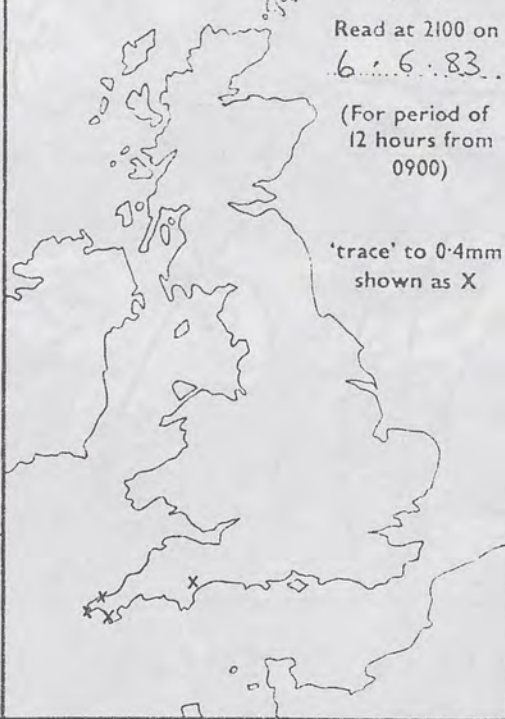 Read at 2100 on
6.6.83
(For period of
12 hours from
0900)
'trace' to 0·4mm
shown as X
X
X
X
X